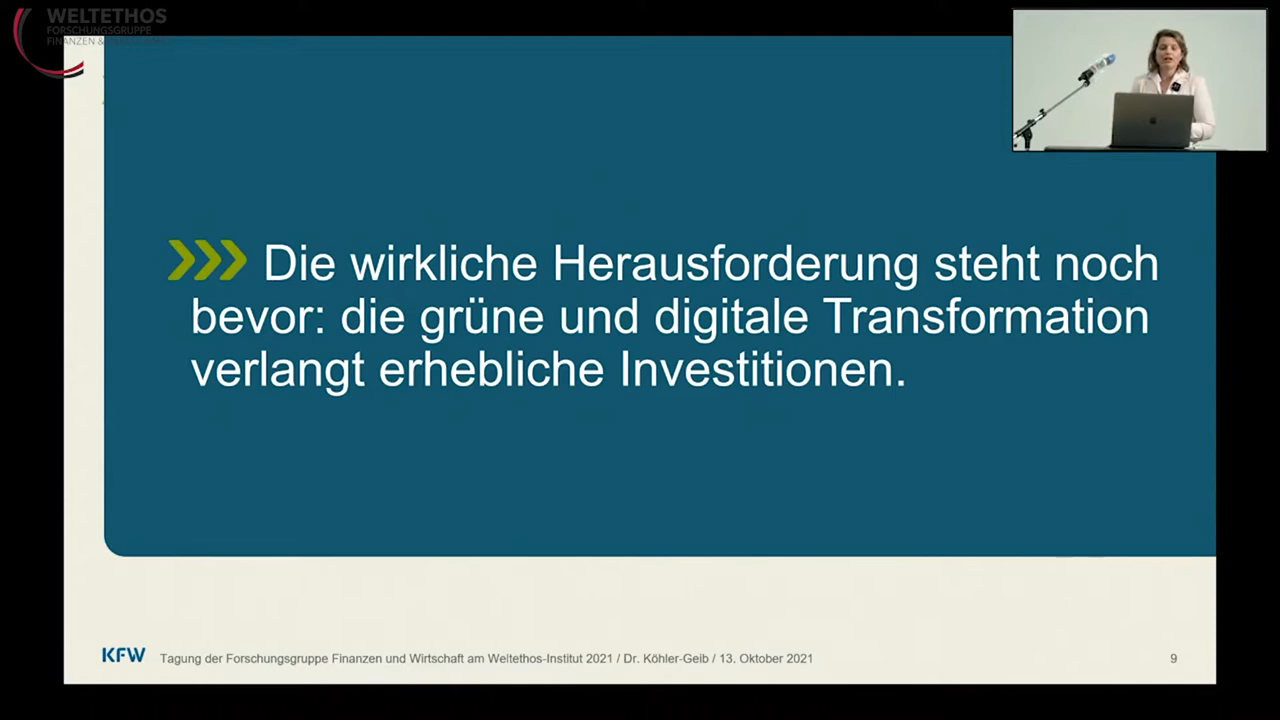 WELTETHOS
FORSCHUNGSGRUPPE
Die wirkliche Herausforderung steht noch
bevor: die grüne und digitale Transformation
verlangt erhebliche Investitionen.
KFW
Tagung der Forschungsgruppe Finanzen und Wirtschaft am Weltethos-Institut 2021 / Dr. Köhler-Geib / 13. Oktober 2021
9